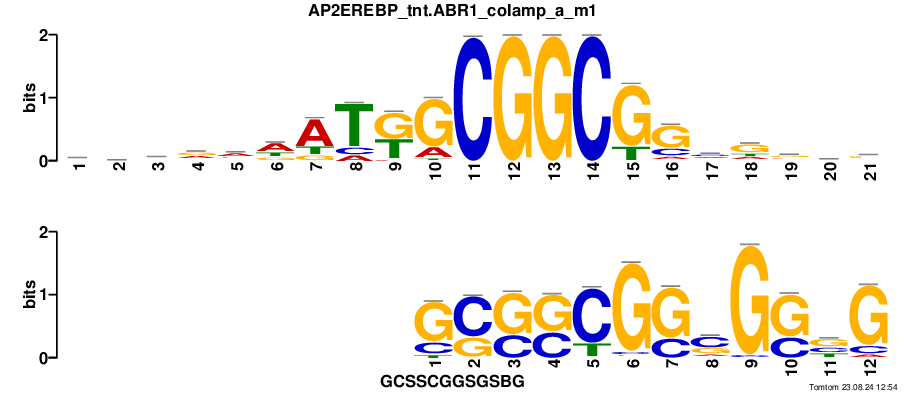 AP2EREBP_tnt.ABR1_colamp_a_m1
2
1
0
bits
A A T G G C G G C G G
1 2 3 4 5 6 7 8 9 10 11 12 13 14 15 16 17 18 19 20 21
2
1
0
bits
G C G G C G G C G G G G
1 2 3 4 5 6 7 8 9 10 11 12
GCSSCGGSGSBG
Tomtom 23.08.24 12:54